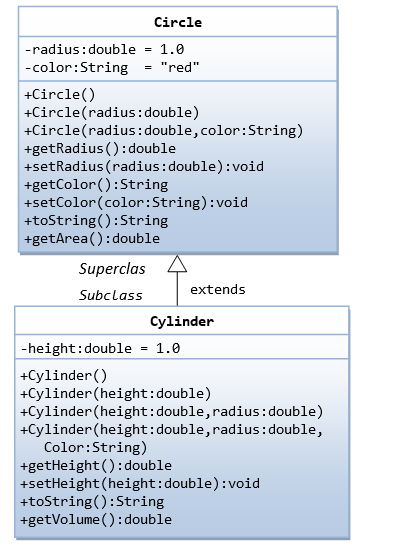 Circle
-radius:double = 1.0
-color:String  = "red"
+Circle()
+Circle(radius:double)
+Circle(radius:double,color:String)
+getRadius():double
+setRadius(radius:double):void
+getColor():String
+setColor(color:String):void
+toString():String
+getArea():double
Superclas
Subclass
extends
Cylinder
-height:double = 1.0
+Cylinder()
+Cylinder(height:double)
+Cylinder(height:double,radius:double)
+Cylinder(height:double,radius:double,
Color:String)
+getHeight():double
+setHeight(height:double):void
+toString():String
+getVolume():double